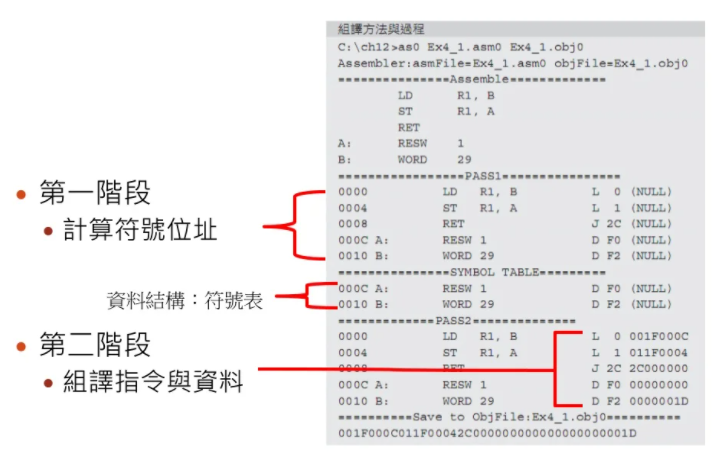 組譯方法與過程
C:\ch12>as0 Ex4_1.asm0 Ex4_1.obj0
Assembler:asmFile=Ex4_1.asm0 objFile=Ex4_1.obj0
===============Assemble=============
LD R1, B
ST R1, A
RET
A: RESW 1
B: WORD 29
=================PASS1================
0000 LD R1, B L 0 (NULL)
0004 ST R1, A L 1 (NULL)
0008 RET J 2C (NULL)
000C A: RESW 1 D F0 (NULL)
0010 B: WORD 29 D F2 (NULL)
===============SYMBOL TABLE=========
000C A: RESW 1 D F0 (NULL)
0010 B: WORD 29 D F2 (NULL)
=============PASS2==============
0000 LD R1, B L 0 001F000C
0004 ST R1, A L 1 011F0004
0008 RET J 2C 2C000000
000C A: RESW 1 D F0 00000000
0010 B: WORD 29 D F2 0000001D
==========Save to ObjFile:Ex4_1.obj0==========
001F000C011F00042C000000000000000000001D
• 第一階段
• 計算符號位址
資料結構:符號表
• 第二階段
• 組譯指令與資料